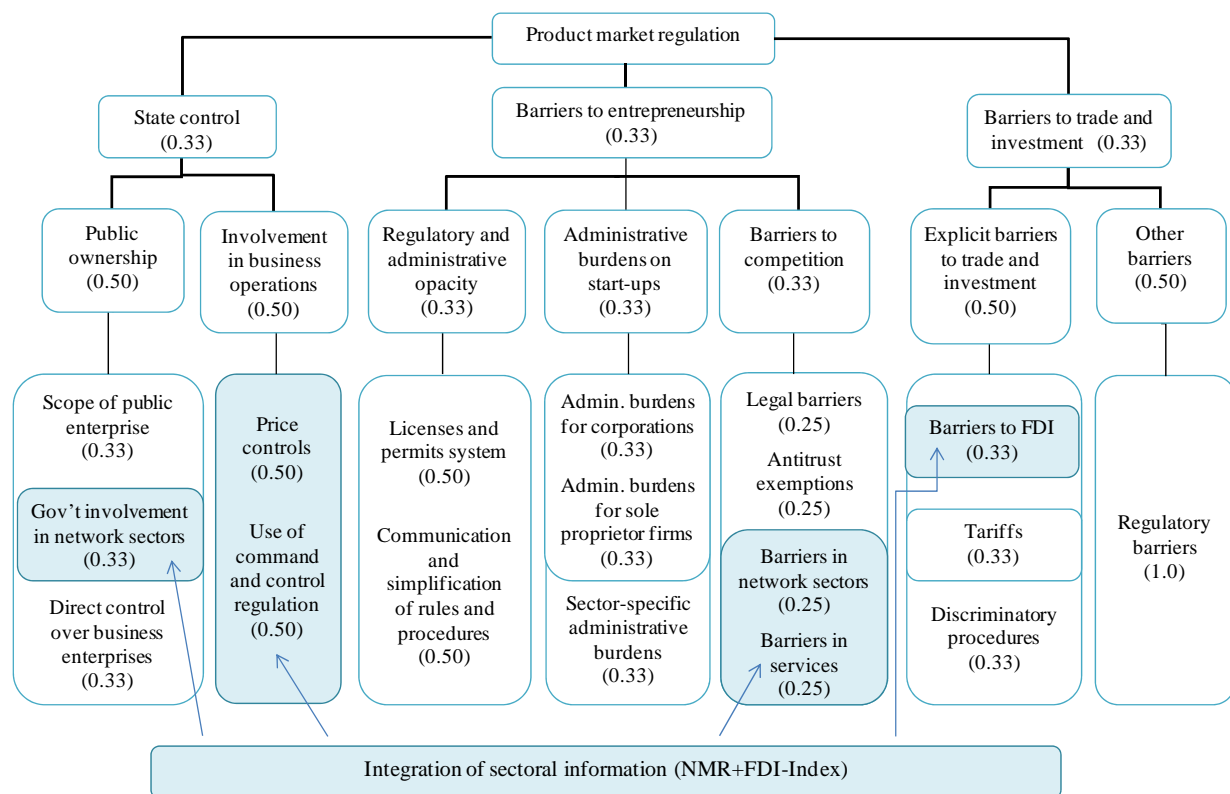 Product market regulation
State control
(0.33)
Barriers to entrepreneurship
(0.33)
Barriers to trade and
investment (0.33)
Public
ownership
(0.50)
Involvement
in business
operations
(0.50)
Regulatory and
administrative
opacity
(0.33)
Administrative
burdens on
start-ups
(0.33)
Barriers to
competition
(0.33)
Explicit barriers
to trade and
investment
(0.50)
Other
barriers
(0.50)
Scope of public
enterprise
(0.33)
Gov't involvement
in network sectors
(0.33)
Direct control
over business
enterprises
(0.33)
Price
controls
(0.50)
Use of
command
and control
regulation
(0.50)
Licenses and
permits system
(0.50)
Communication
and
simplification
of rules and
procedures
(0.50)
Admin. burdens
for corporations
(0.33)
Admin. burdens
for sole
proprietor firms
(0.33)
Sector-specific
administrative
burdens
(0.33)
Legal barriers
(0.25)
Antitrust
exemptions
(0.25)
Barriers in
network sectors
(0.25)
Barriers in
services
(0.25)
Barriers to FDI
(0.33)
Tariffs
(0.33)
Discriminatory
procedures
(0.33)
Regulatory
barriers
(1.0)
Integration of sectoral information (NMR+FDI-Index)